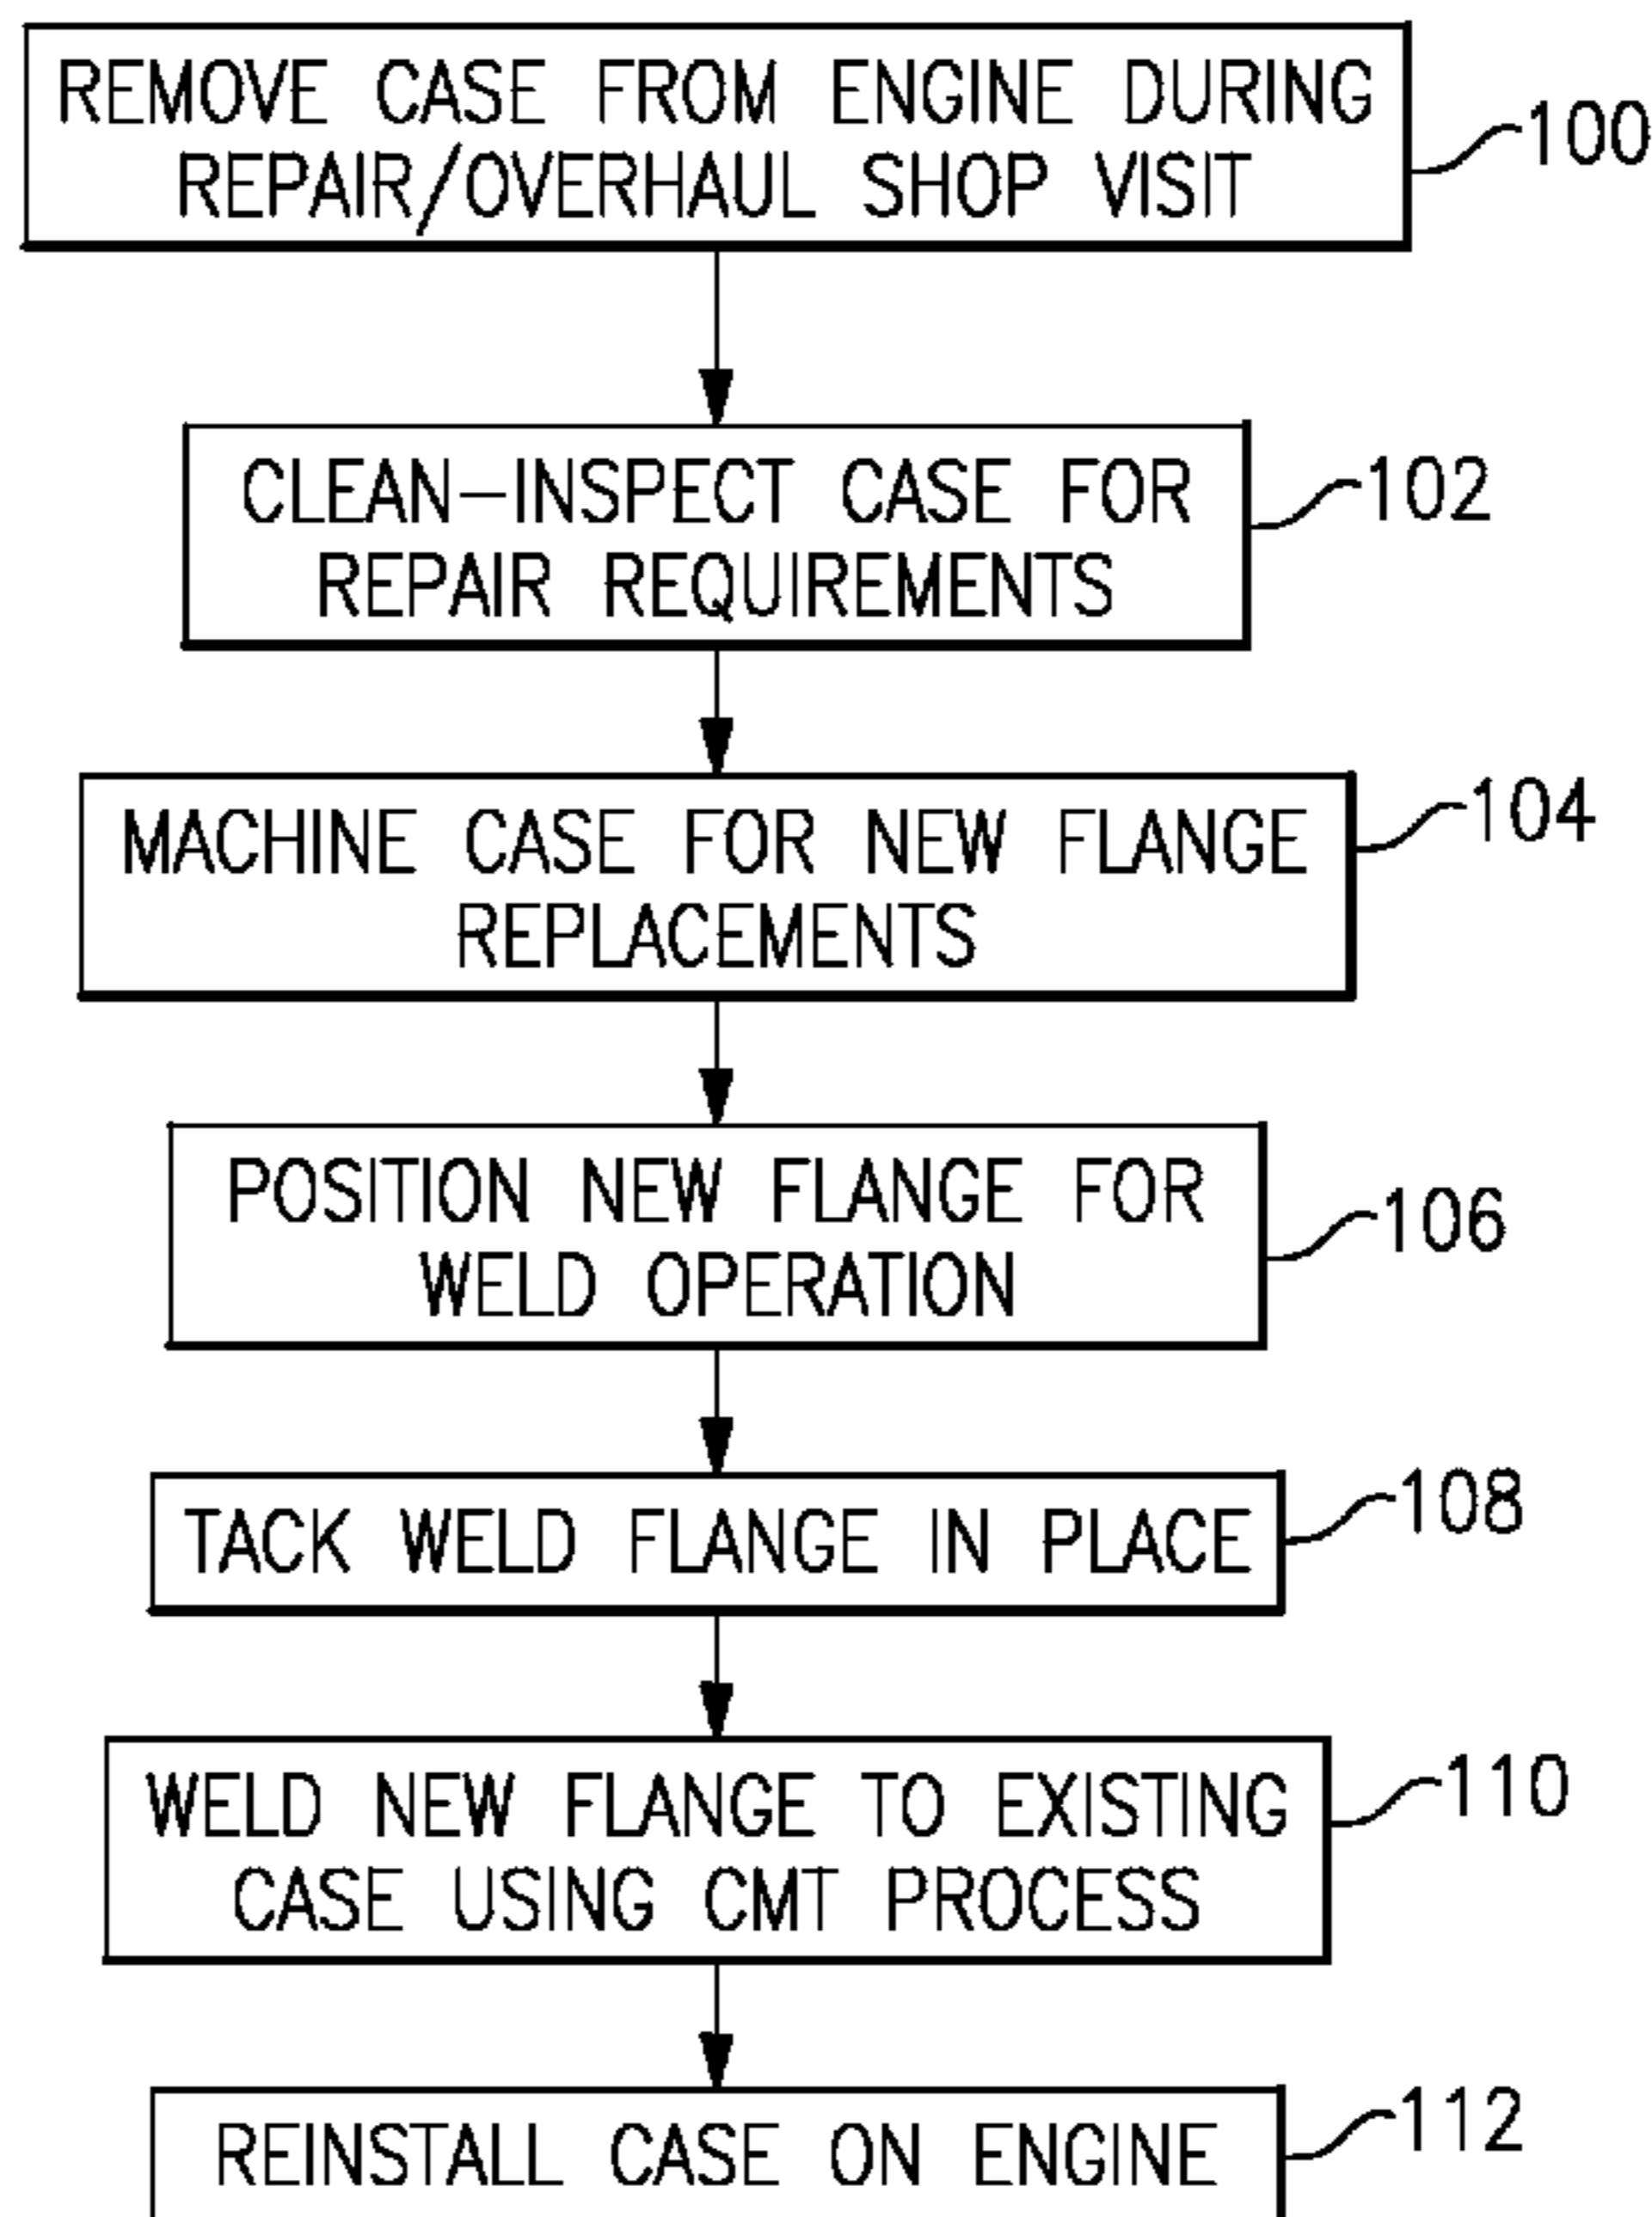 REMOVE CASE FROM ENGINE DURING
REPAIR/OVERHAUL SHOP VISIT
100
CLEAN-INSPECT CASE FOR
REPAIR REQUIREMENTS
102
MACHINE CASE FOR NEW FLANGE
REPLACEMENTS
104
POSITION NEW FLANGE FOR
WELD OPERATION
106
TACK WELD FLANGE IN PLACE
108
WELD NEW FLANGE TO EXISTING
CASE USING CMT PROCESS
110
REINSTALL CASE ON ENGINE
112